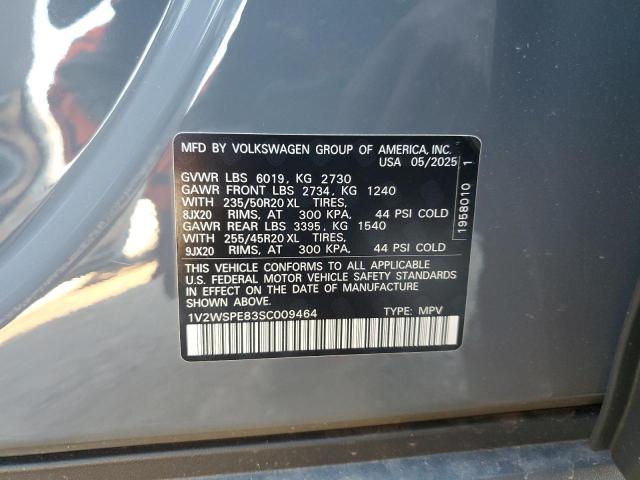 MFD BY VOLKSWAGEN GROUP OF AMERICA, INC.
USA 05/2025
GVWR LBS 6019, KG 2730
GAWR FRONT LBS 2734, KG 1240
WITH 235/50R20 XL TIRES,
8JX20 RIMS, AT 300 KPA, 44 PSI COLD
GAWR REAR LBS 3395, KG 1540
WITH 255/45R20 XL TIRES,
9JX20 RIMS, AT 300 KPA, 44 PSI COLD
THIS VEHICLE CONFORMS TO ALL APPLICABLE
U.S. FEDERAL MOTOR VEHICLE SAFETY STANDARDS
IN EFFECT ON THE DATE OF MANUFACTURE
SHOWN ABOVE.
1V2WSPE83SC009464 TYPE: MPV
1958010 1